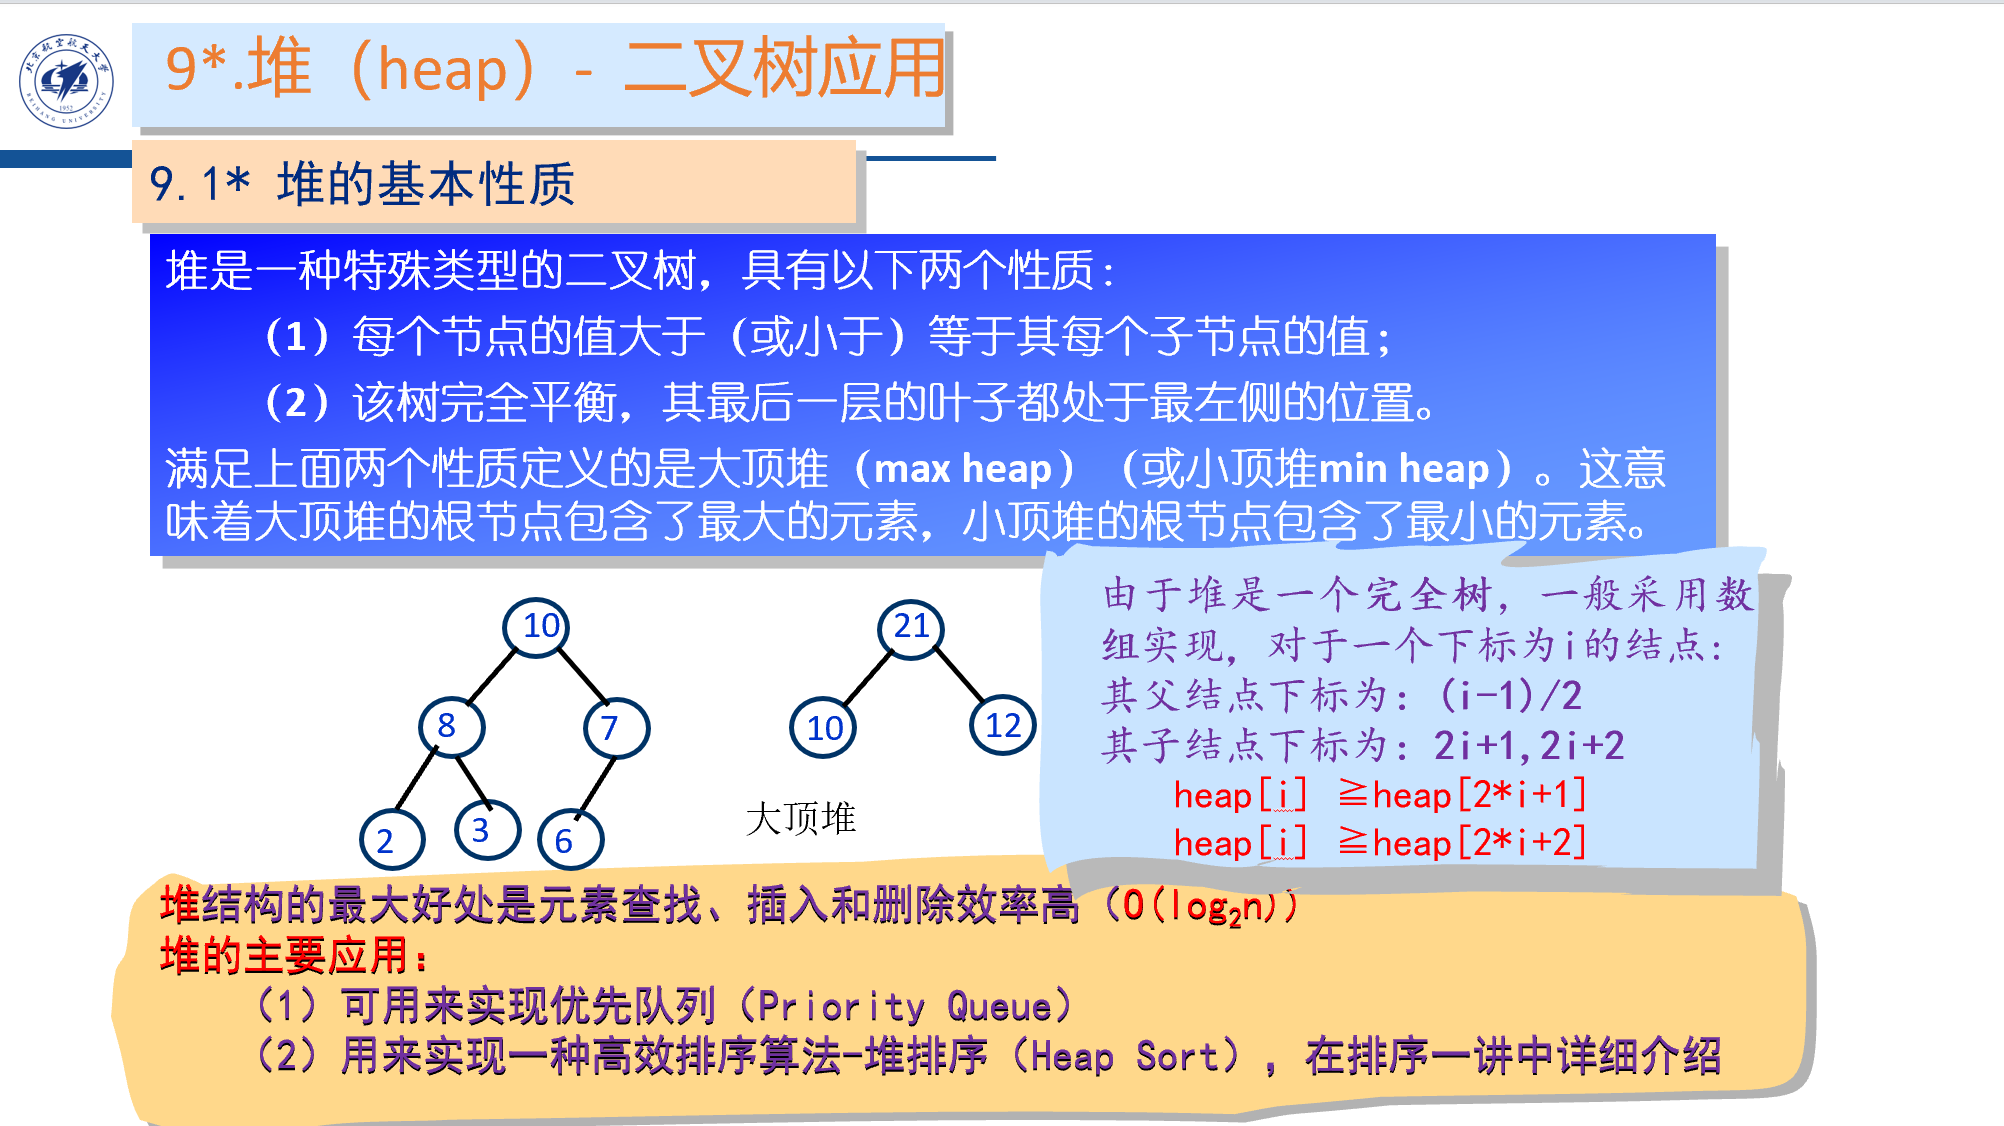 北京航空航天大学
BEIHANG UNIVERSITY
1952
9*.堆（heap）- 二叉树应用
9.1* 堆的基本性质
堆是一种特殊类型的二叉树，具有以下两个性质：
（1）每个节点的值大于（或小于）等于其每个子节点的值；
（2）该树完全平衡，其最后一层的叶子都处于最左侧的位置。
满足上面两个性质定义的是大顶堆（max heap）（或小顶堆min heap）。这意
味着大顶堆的根节点包含了最大的元素，小顶堆的根节点包含了最小的元素。
10
8
7
2
3
6
21
10
12
大顶堆
由于堆是一个完全树，一般采用数
组实现，对于一个下标为i的结点：
其父结点下标为：(i-1)/2
其子结点下标为：2i+1,2i+2
heap[i] ≧heap[2*i+1]
heap[i] ≧heap[2*i+2]
堆结构的最大好处是元素查找、插入和删除效率高（O(log₂n)）
堆的主要应用：
（1）可用来实现优先队列（Priority Queue）
（2）用来实现一种高效排序算法-堆排序（Heap Sort），在排序一讲中详细介绍